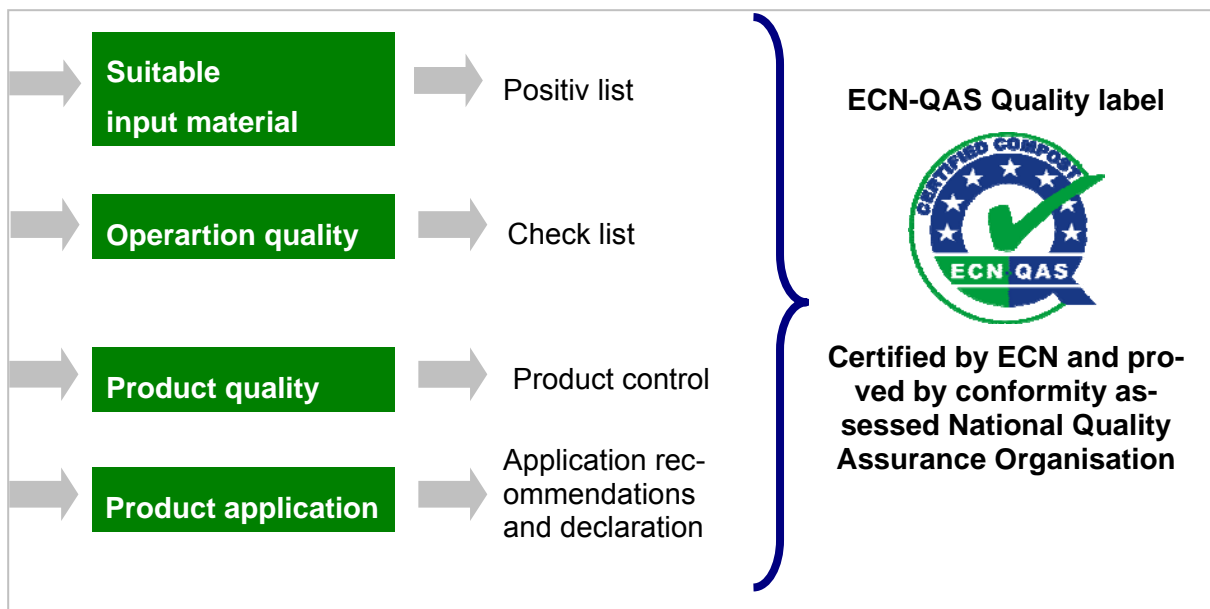 Suitable
input material
Positiv list
Operartion quality
Check list
Product quality
Product control
Product application
Application rec-
ommendations
and declaration
ECN-QAS Quality label
CERTIFIED COMPOST
ECN QAS
Certified by ECN and pro-
ved by conformity as-
sessed National Quality
Assurance Organisation